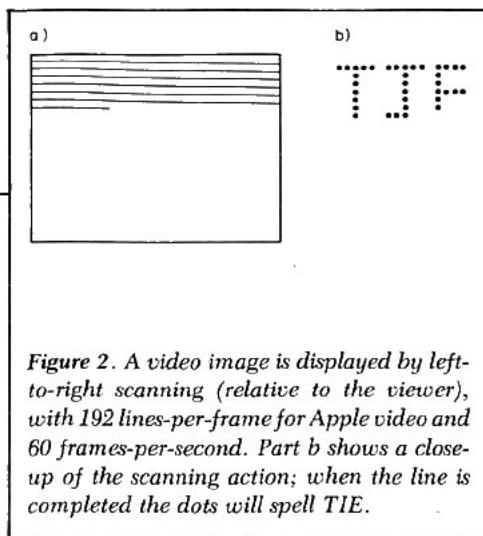 a)
b)
TJF
Figure 2. A video image is displayed by left-
to-right scanning (relative to the viewer),
with 192 lines-per-frame for Apple video and
60 frames-per-second. Part b shows a close-
up of the scanning action; when the line is
completed the dots will spell TIE.